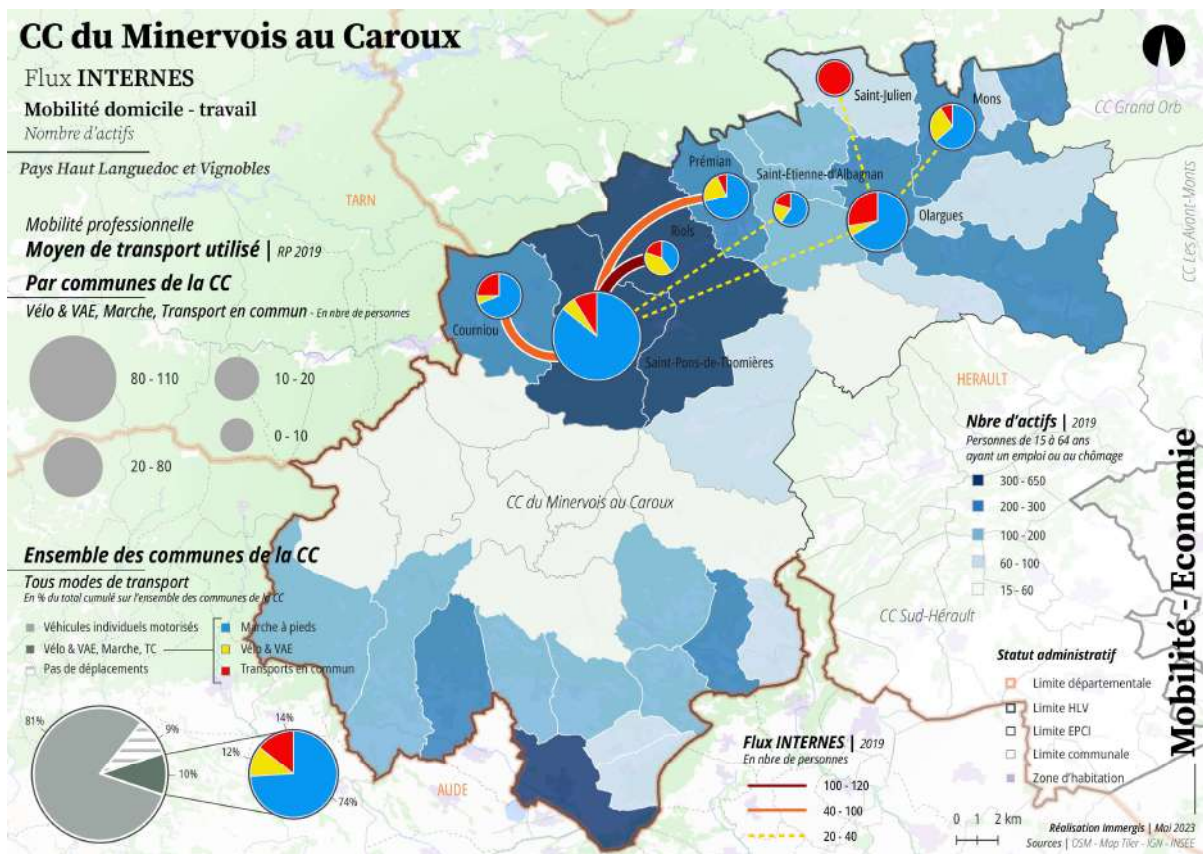 CC du Minervois au Caroux
Flux INTERNES
Mobilité domicile - travail
Nombre d'actifs
Pays Haut Languedoc et Vignobles
Mobilité professionnelle
Moyen de transport utilisé | RP 2019
Par communes de la CC
Vélo & VAE, Marche, Transport en commun - En nbre de personnes
80 - 110
10 - 20
0 - 10
20 - 80
TARN
CC Grand Orb
CC Les Avant-Monts
Saint-Julien
Mons
Prémian
Saint-Etienne-d'Albagnan
Olargues
Riols
Courniou
Saint-Pons-de-Thomières
HERAULT
CC du Minervois au Caroux
CC Sud-Hérault
AUDE
Nbre d'actifs | 2019
Personnes de 15 à 64 ans
ayant un emploi ou au chômage
300 - 650
200 - 300
100 - 200
60 - 100
15 - 60
Ensemble des communes de la CC
Tous modes de transport
En % du total cumulé sur l'ensemble des communes de la CC
Véhicules individuels motorisés
Vélo & VAE, Marche, TC
Pas de déplacements
Marche à pieds
Vélo & VAE
Transports en commun
81%
9%
10%
14%
12%
74%
Flux INTERNES | 2019
En nbre de personnes
100 - 120
40 - 100
20 - 40
Statut administratif
Limite départementale
Limite HLV
Limite EPCI
Limite communale
Zone d'habitation
0 1 2 km
Mobilité - Economie
Réalisation Immergis | Mai 2023
Sources | OSM - Map Tiler - IGN - INSEE